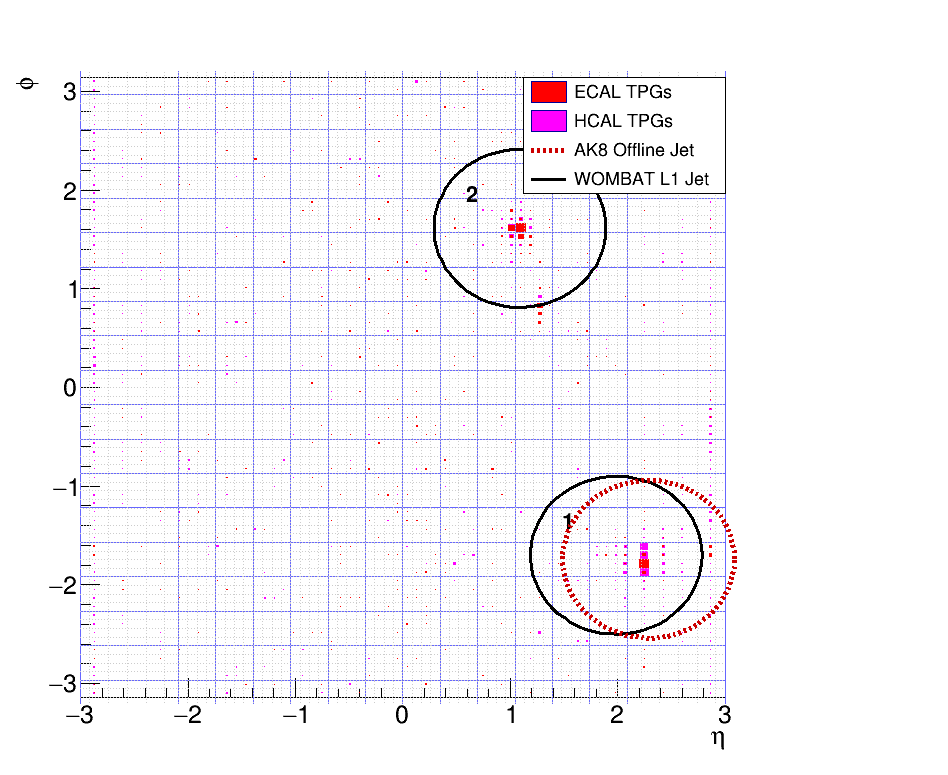 ϕ
3
2
1
0
−1
−2
−3
ECAL TPGs
HCAL TPGs
AK8 Offline Jet
WOMBAT L1 Jet
2
1
−3 −2 −1 0 1 2 3
η